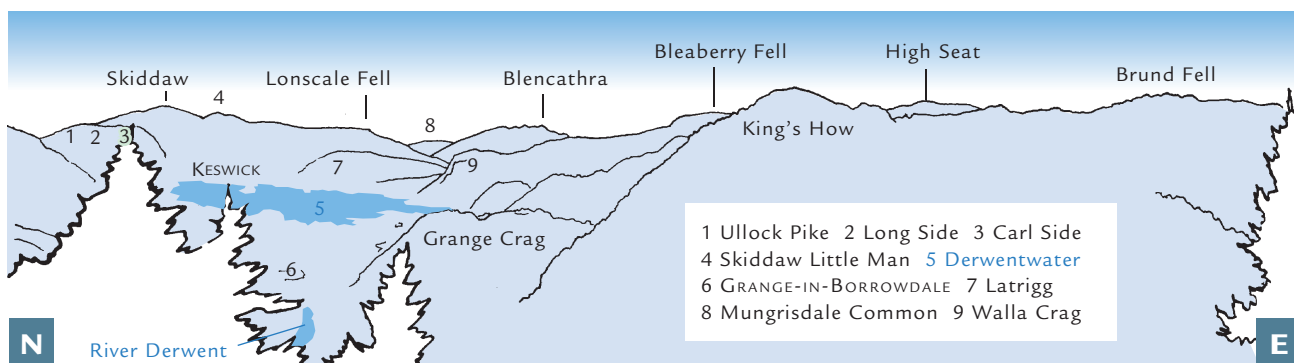 Bleaberry Fell
High Seat
Skiddaw
4
Lonscale Fell
Blencathra
Brund Fell
1 2 3
8
King's How
KESWICK
7
9
5
Grange Crag
6
1 Ullock Pike 2 Long Side 3 Carl Side
4 Skiddaw Little Man 5 Derwentwater
6 GRANGE-IN-BORROWDALE 7 Latrigg
8 Mungrisdale Common 9 Walla Crag
N
River Derwent
E